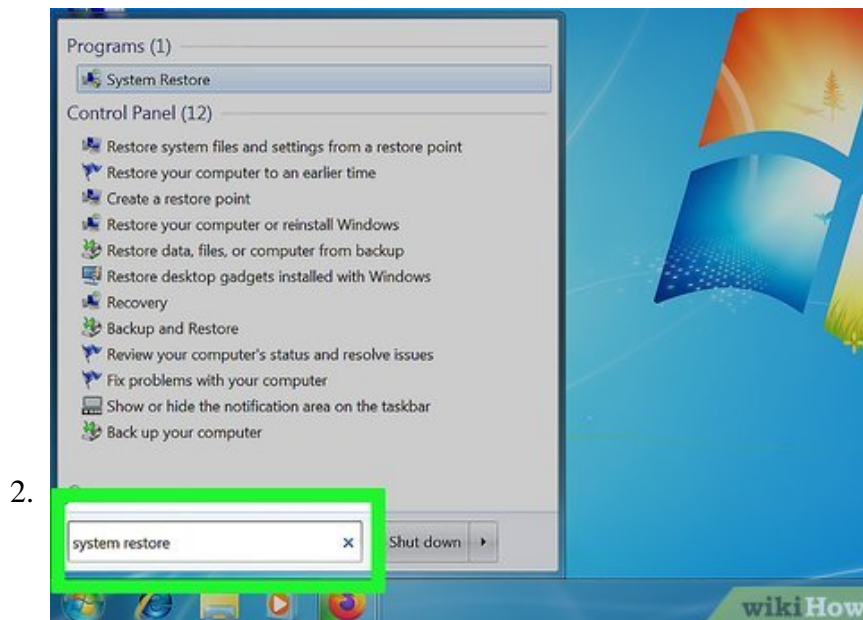 Programs (1)
System Restore
Control Panel (12)
Restore system files and settings from a restore point
Restore your computer to an earlier time
Create a restore point
Restore your computer or reinstall Windows
Restore data, files, or computer from backup
Restore desktop gadgets installed with Windows
Recovery
Backup and Restore
Review your computer's status and resolve issues
Fix problems with your computer
Show or hide the notification area on the taskbar
Back up your computer
2.
system restore
Shut down
wikiHow